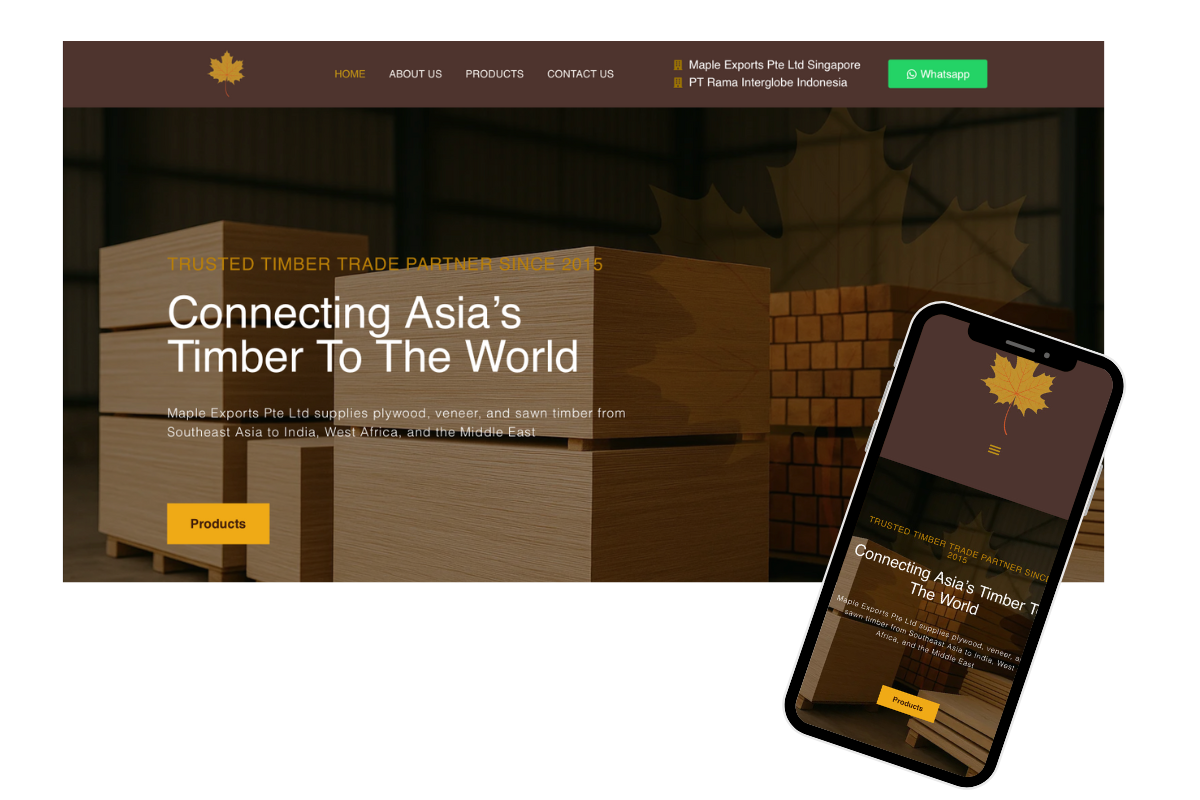 HOME ABOUT US PRODUCTS CONTACT US
Maple Exports Pte Ltd Singapore
PT Rama Interglobe Indonesia
Whatsapp
TRUSTED TIMBER TRADE PARTNER SINCE 2015
Connecting Asia’s
Timber To The World
Maple Exports Pte Ltd supplies plywood, veneer, and sawn timber from
Southeast Asia to India, West Africa, and the Middle East
Products
TRUSTED TIMBER TRADE PARTNER SINCE
2015
Connecting Asia’s Timber To
The World
Maple Exports Pte Ltd supplies plywood, veneer,
sawn timber from Southeast Asia to India, West
Africa, and the Middle East
Products